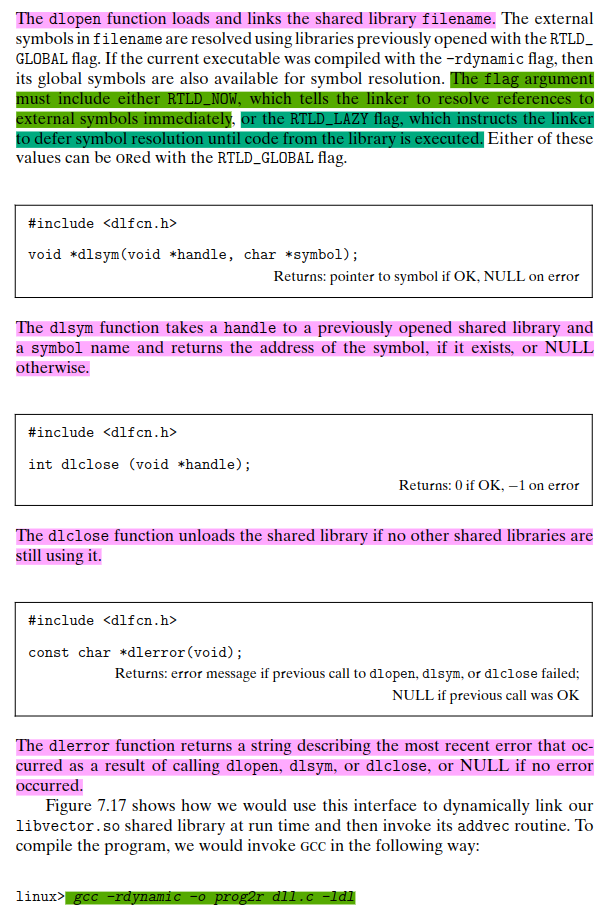 The dlopen function loads and links the shared library filename. The external
symbols in filename are resolved using libraries previously opened with the RTLD_
GLOBAL flag. If the current executable was compiled with the -rdynamic flag, then
its global symbols are also available for symbol resolution. The flag argument
must include either RTLD_NOW, which tells the linker to resolve references to
external symbols immediately, or the RTLD_LAZY flag, which instructs the linker
to defer symbol resolution until code from the library is executed. Either of these
values can be ORed with the RTLD_GLOBAL flag.
#include <dlfcn.h>
void *dlsym(void *handle, char *symbol);
Returns: pointer to symbol if OK, NULL on error
The dlsym function takes a handle to a previously opened shared library and
a symbol name and returns the address of the symbol, if it exists, or NULL
otherwise.
#include <dlfcn.h>
int dlclose (void *handle);
Returns: 0 if OK, −1 on error
The dlclose function unloads the shared library if no other shared libraries are
still using it.
#include <dlfcn.h>
const char *dlerror(void);
Returns: error message if previous call to dlopen, dlsym, or dlclose failed;
NULL if previous call was OK
The dlerror function returns a string describing the most recent error that oc-
curred as a result of calling dlopen, dlsym, or dlclose, or NULL if no error
occurred.
Figure 7.17 shows how we would use this interface to dynamically link our
libvector.so shared library at run time and then invoke its addvec routine. To
compile the program, we would invoke GCC in the following way:
linux> gcc -rdynamic -o prog2r dll.c -ldl